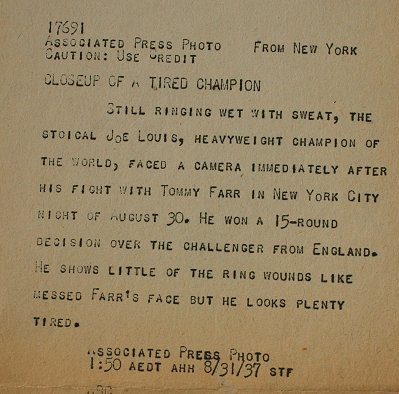 17691
ASSOCIATED PRESS PHOTO FROM NEW YORK
CAUTION: USE CREDIT
CLOSEUP OF A TIRED CHAMPION
STILL RINGING WET WITH SWEAT, THE
STOICAL JOE LOUIS, HEAVYWEIGHT CHAMPION OF
THE WORLD, FACED A CAMERA IMMEDIATELY AFTER
HIS FIGHT WITH TOMMY FARR IN NEW YORK CITY
NIGHT OF AUGUST 30. HE WON A 15-ROUND
DECISION OVER THE CHALLENGER FROM ENGLAND.
HE SHOWS LITTLE OF THE RING WOUNDS LIKE
MESSED FARR'S FACE BUT HE LOOKS PLENTY
TIRED.
ASSOCIATED PRESS PHOTO
1:50 AEDT AHH 8/31/37 STF